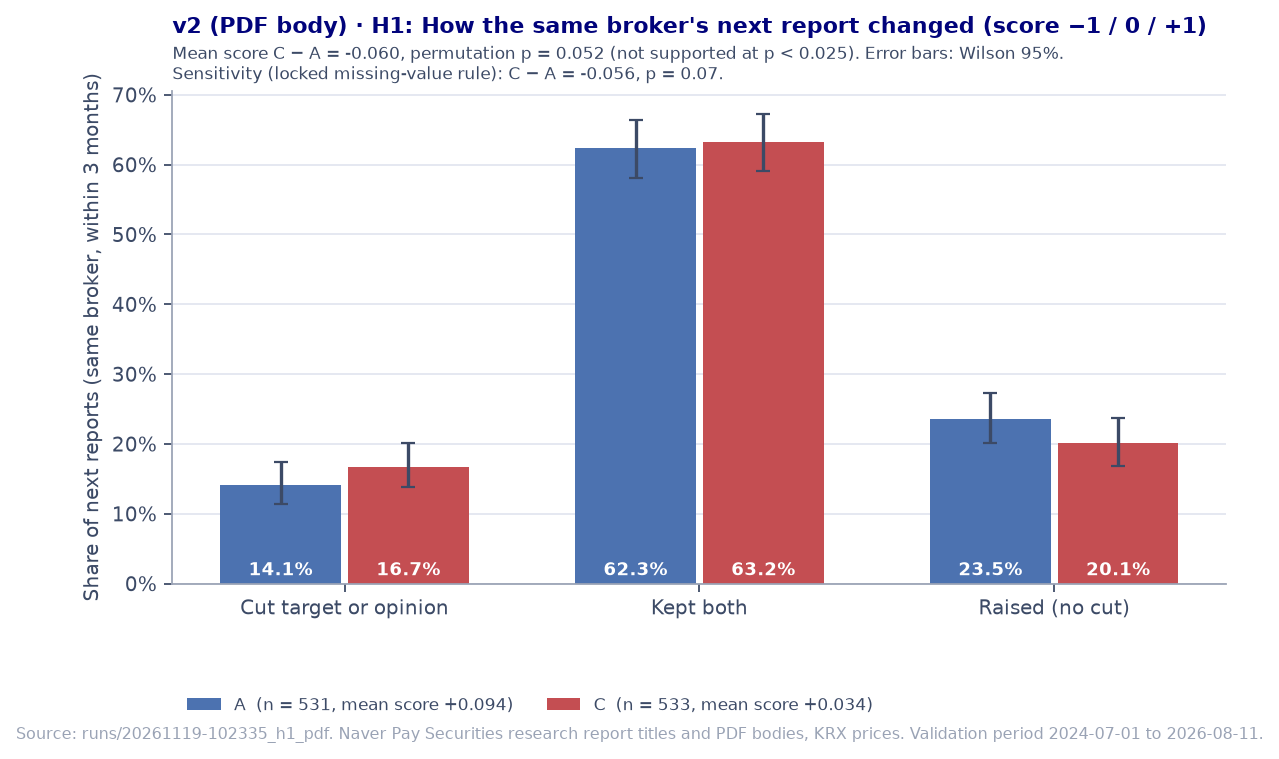 v2 (PDF body) · H1: How the same broker's next report changed (score −1 / 0 / +1)
Mean score C − A = -0.060, permutation p = 0.052 (not supported at p < 0.025). Error bars: Wilson 95%.
Sensitivity (locked missing-value rule): C − A = -0.056, p = 0.07.
Share of next reports (same broker, within 3 months)
70%
60%
50%
40%
30%
20%
10%
0%
14.1%
16.7%
62.3%
63.2%
23.5%
20.1%
Cut target or opinion
Kept both
Raised (no cut)
A (n = 531, mean score +0.094)
C (n = 533, mean score +0.034)
Source: runs/20261119-102335_h1_pdf. Naver Pay Securities research report titles and PDF bodies, KRX prices. Validation period 2024-07-01 to 2026-08-11.